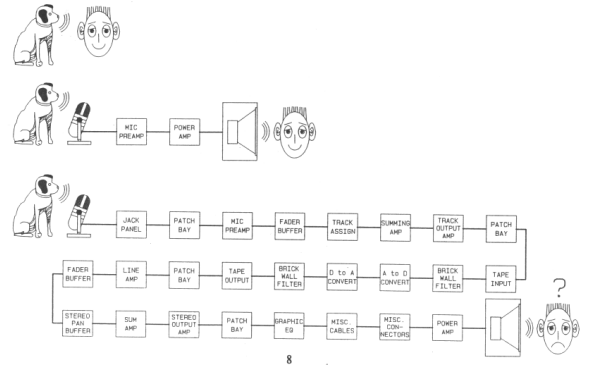 MIC
PREAMP
POWER
AMP
JACK
PANEL
PATCH
BAY
MIC
PREAMP
FADER
BUFFER
TRACK
ASSIGN
SUMMING
AMP
TRACK
OUTPUT
AMP
PATCH
BAY
FADER
BUFFER
LINE
AMP
PATCH
BAY
TAPE
OUTPUT
BRICK
WALL
FILTER
D to A
CONVERT
A to D
CONVERT
BRICK
WALL
FILTER
TAPE
INPUT
?
STEREO
PAN
BUFFER
SUM
AMP
STEREO
OUTPUT
AMP
PATCH
BAY
GRAPHIC
EQ
MISC.
CABLES
MISC.
CON-
NECTORS
POWER
AMP
8